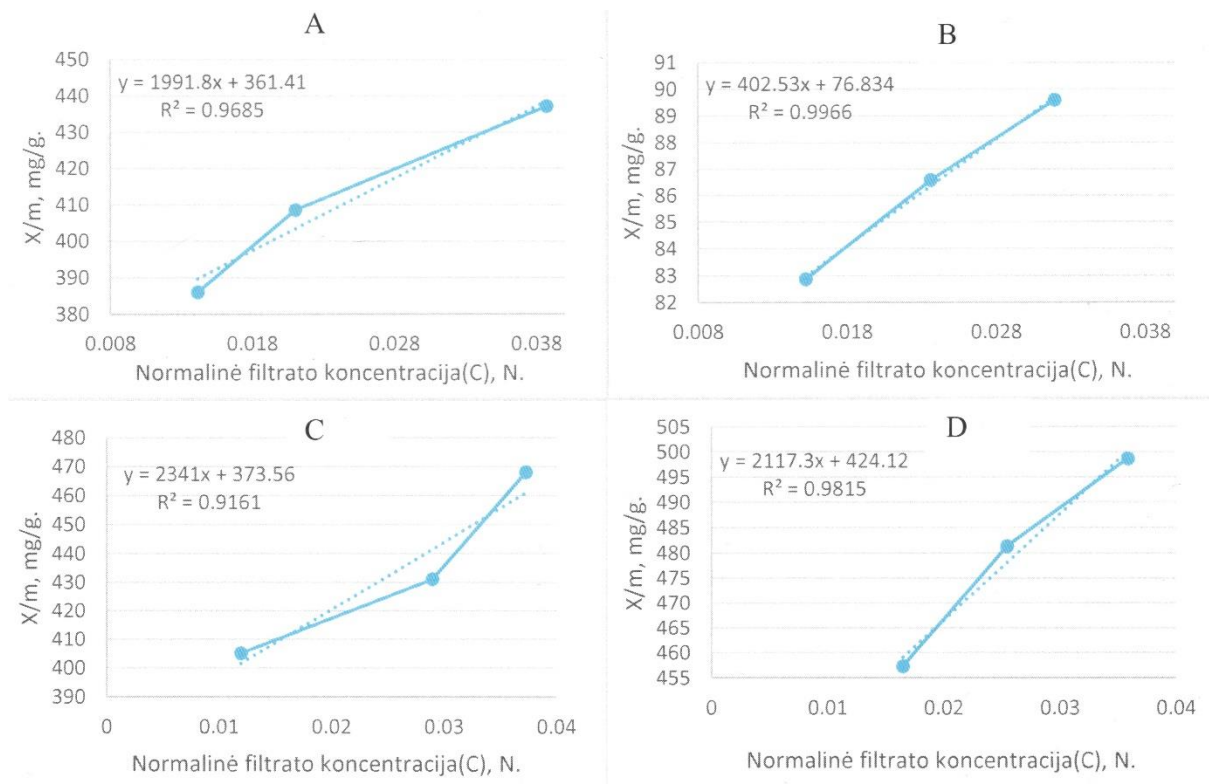 A
450
440
430
420
410
400
390
380
X/m, mg/g.
y = 1991.8x + 361.41
R² = 0.9685
0.008
0.018
0.028
0.038
Normalinė filtrato koncentracija(C), N.
B
91
90
89
88
87
86
85
84
83
82
X/m, mg/g.
y = 402.53x + 76.834
R² = 0.9966
0.008
0.018
0.028
0.038
Normalinė filtrato koncentracija(C), N.
C
480
470
460
450
440
430
420
410
400
390
X/m, mg/g.
y = 2341x + 373.56
R² = 0.9161
0
0.01
0.02
0.03
0.04
Normalinė filtrato koncentracija(C), N.
D
505
500
495
490
485
480
475
470
465
460
455
X/m, mg/g.
y = 2117.3x + 424.12
R² = 0.9815
0
0.01
0.02
0.03
0.04
Normalinė filtrato koncentracija(C), N.